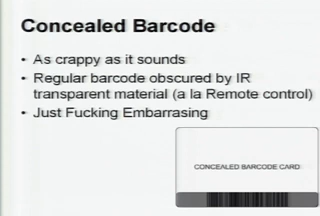 Concealed Barcode
• As crappy as it sounds
• Regular barcode obscured by IR
transparent material (a la Remote control)
• Just Fucking Embarrasing
CONCEALED BARCODE CARD